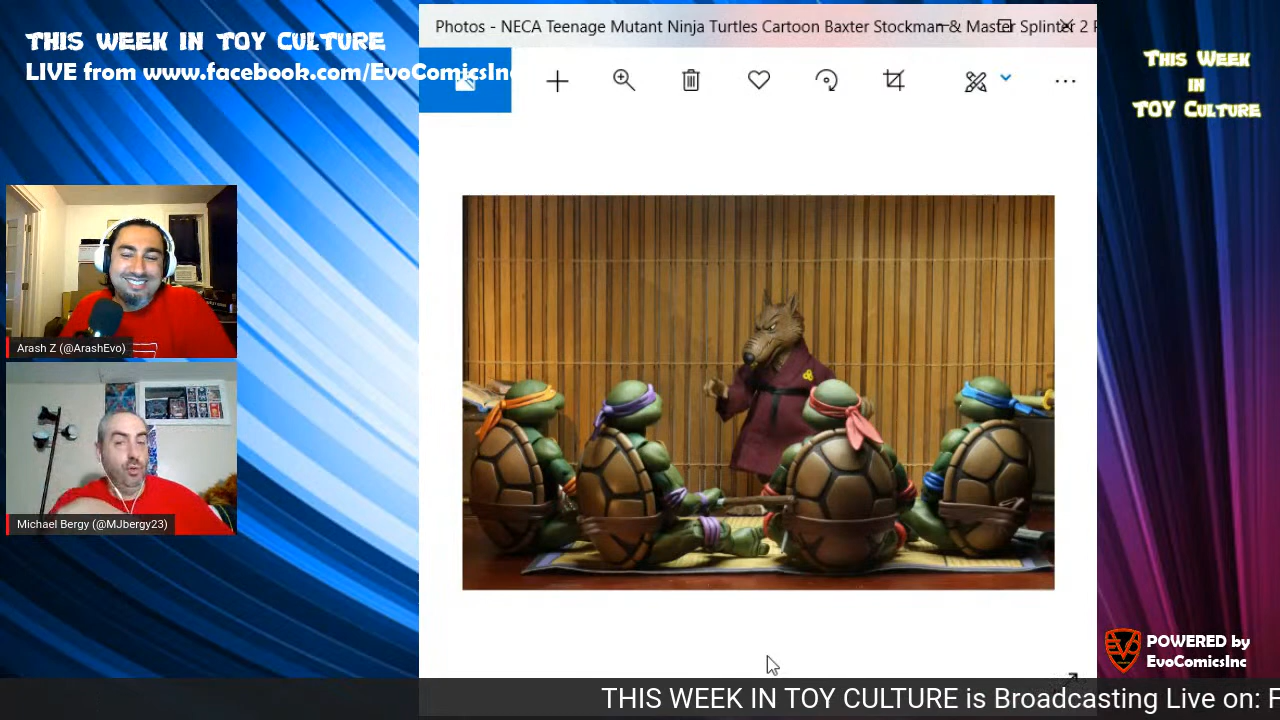 THIS WEEK IN TOY CULTURE
LIVE from www.facebook.com/EvoComicsInc
Photos - NECA Teenage Mutant Ninja Turtles Cartoon Baxter Stockman & Master Splinter 2 P
This Week
in
TOY Culture
Arash Z (@ArashEvo)
Michael Bergy (@MJbergy23)
POWERED by
EvoComicsInc
THIS WEEK IN TOY CULTURE is Broadcasting Live on: F